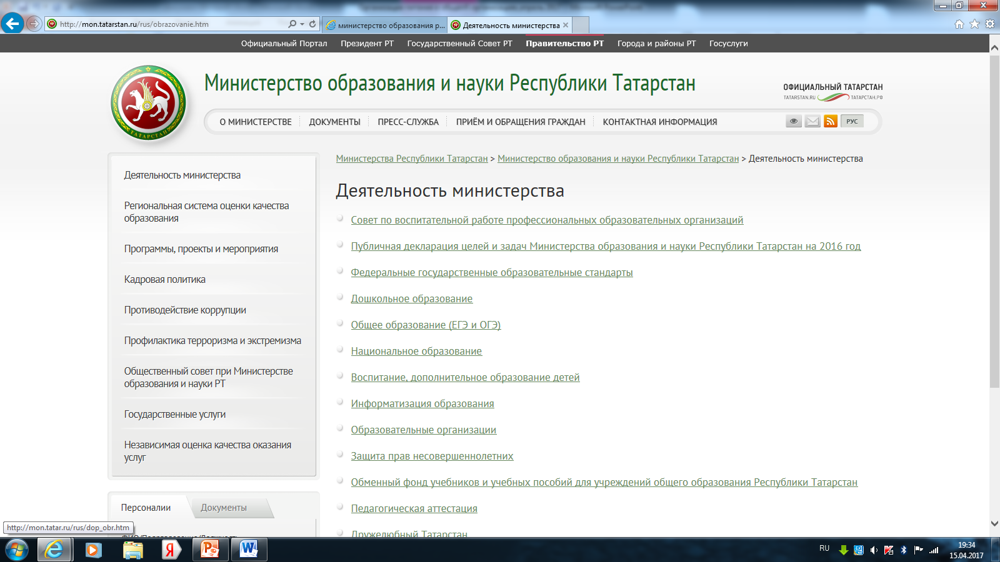 http://mon.tatarstan.ru/rus/obrazovanie.htm
министерство образования р...
Деятельность министерства
Официальный Портал
Президент РТ
Государственный Совет РТ
Правительство РТ
Города и районы РТ
Госуслуги
Министерство образования и науки Республики Татарстан
ТАТАРСТАН
ОФИЦИАЛЬНЫЙ ТАТАРСТАН
TATARSTAN.RU
ТАТАРСТАН.РФ
О МИНИСТЕРСТВЕ
ДОКУМЕНТЫ
ПРЕСС-СЛУЖБА
ПРИЁМ И ОБРАЩЕНИЯ ГРАЖДАН
КОНТАКТНАЯ ИНФОРМАЦИЯ
РУС
Деятельность министерства
Региональная система оценки качества
образования
Программы, проекты и мероприятия
Кадровая политика
Противодействие коррупции
Профилактика терроризма и экстремизма
Общественный совет при Министерстве
образования и науки РТ
Государственные услуги
Независимая оценка качества оказания
услуг
Персоналии
Документы
Министерства Республики Татарстан > Министерство образования и науки Республики Татарстан > Деятельность министерства
Деятельность министерства
Совет по воспитательной работе профессиональных образовательных организаций
Публичная декларация целей и задач Министерства образования и науки Республики Татарстан на 2016 год
Федеральные государственные образовательные стандарты
Дошкольное образование
Общее образование (ЕГЭ и ОГЭ)
Национальное образование
Воспитание, дополнительное образование детей
Информатизация образования
Образовательные организации
Защита прав несовершеннолетних
Обменный фонд учебников и учебных пособий для учреждений общего образования Республики Татарстан
Педагогическая аттестация
Дружелюбный Татарстан
http://mon.tatar.ru/rus/dop_obr.htm
RU
19:34
15.04.2017